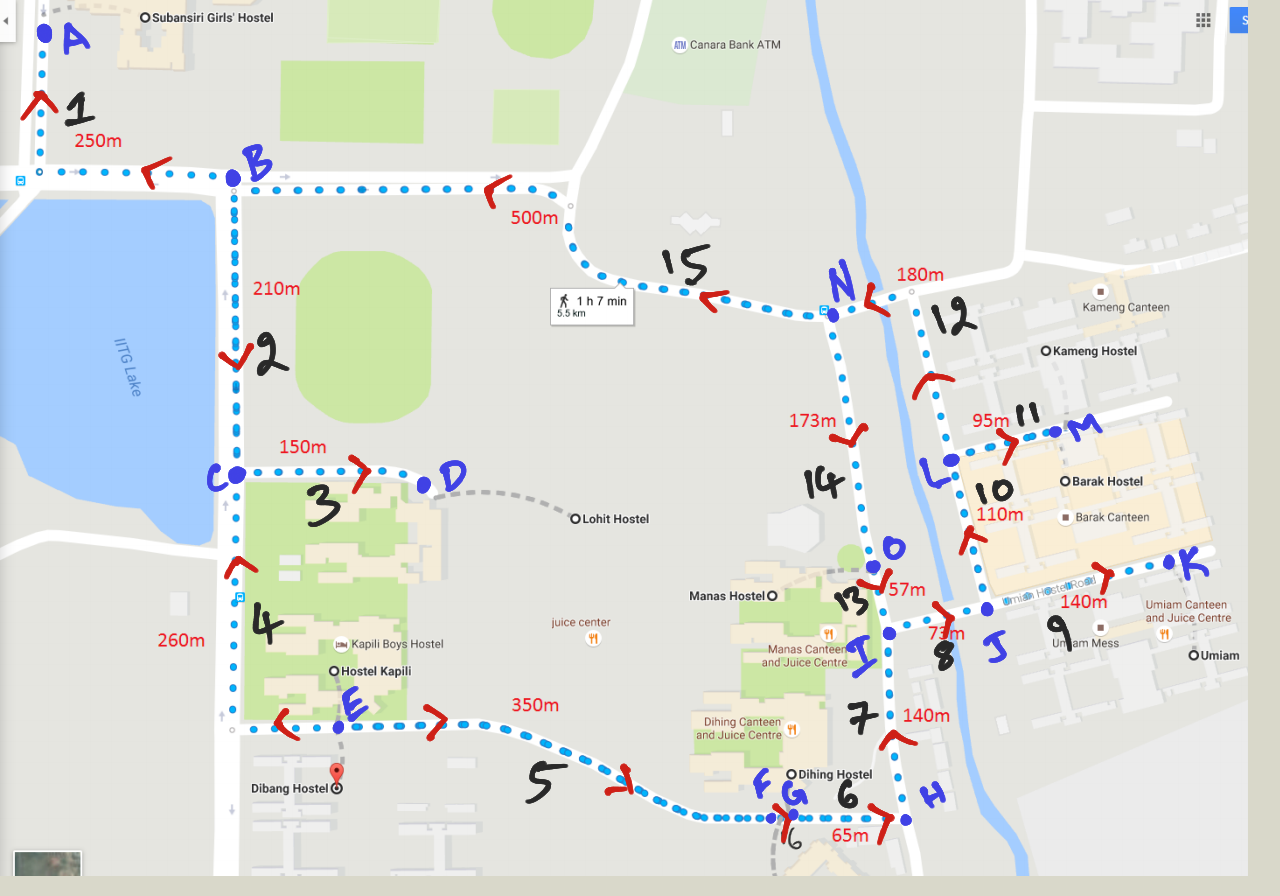 Subansiri Girls' Hostel
S
A
Canara Bank ATM
ATM
1
250m
B
500m
15
N
180m
210m
1 h 7 min
5.5 km
12
Kameng Canteen
2
IITG Lake
Kameng Hostel
173m
95m
11
M
150m
C
D
L
14
10
Barak Hostel
3
110m
Lohit Hostel
Barak Canteen
O
K
Manas Hostel
13
57m
Umiam Hostel Road
140m
Umiam Canteen
and Juice Centre
4
260m
juice center
73m
9
Kapili Boys Hostel
Manas Canteen
and Juice Centre
I
8
J
Umiam Mess
Umiam
Hostel Kapili
E
350m
7
140m
Dihing Canteen
and Juice Centre
5
Dihing Hostel
Dibang Hostel
F
G
6
H
65m
6
Dihing Hostel